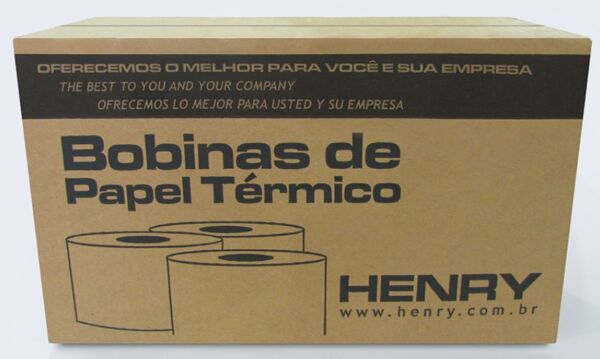 OFERECEMOS O MELHOR PARA VOCÊ E SUA EMPRESA
THE BEST TO YOU AND YOUR COMPANY
OFRECEMOS LO MEJOR PARA USTED Y SU EMPRESA
Bobinas de
Papel Térmico
HENRY
www.henry.com.br